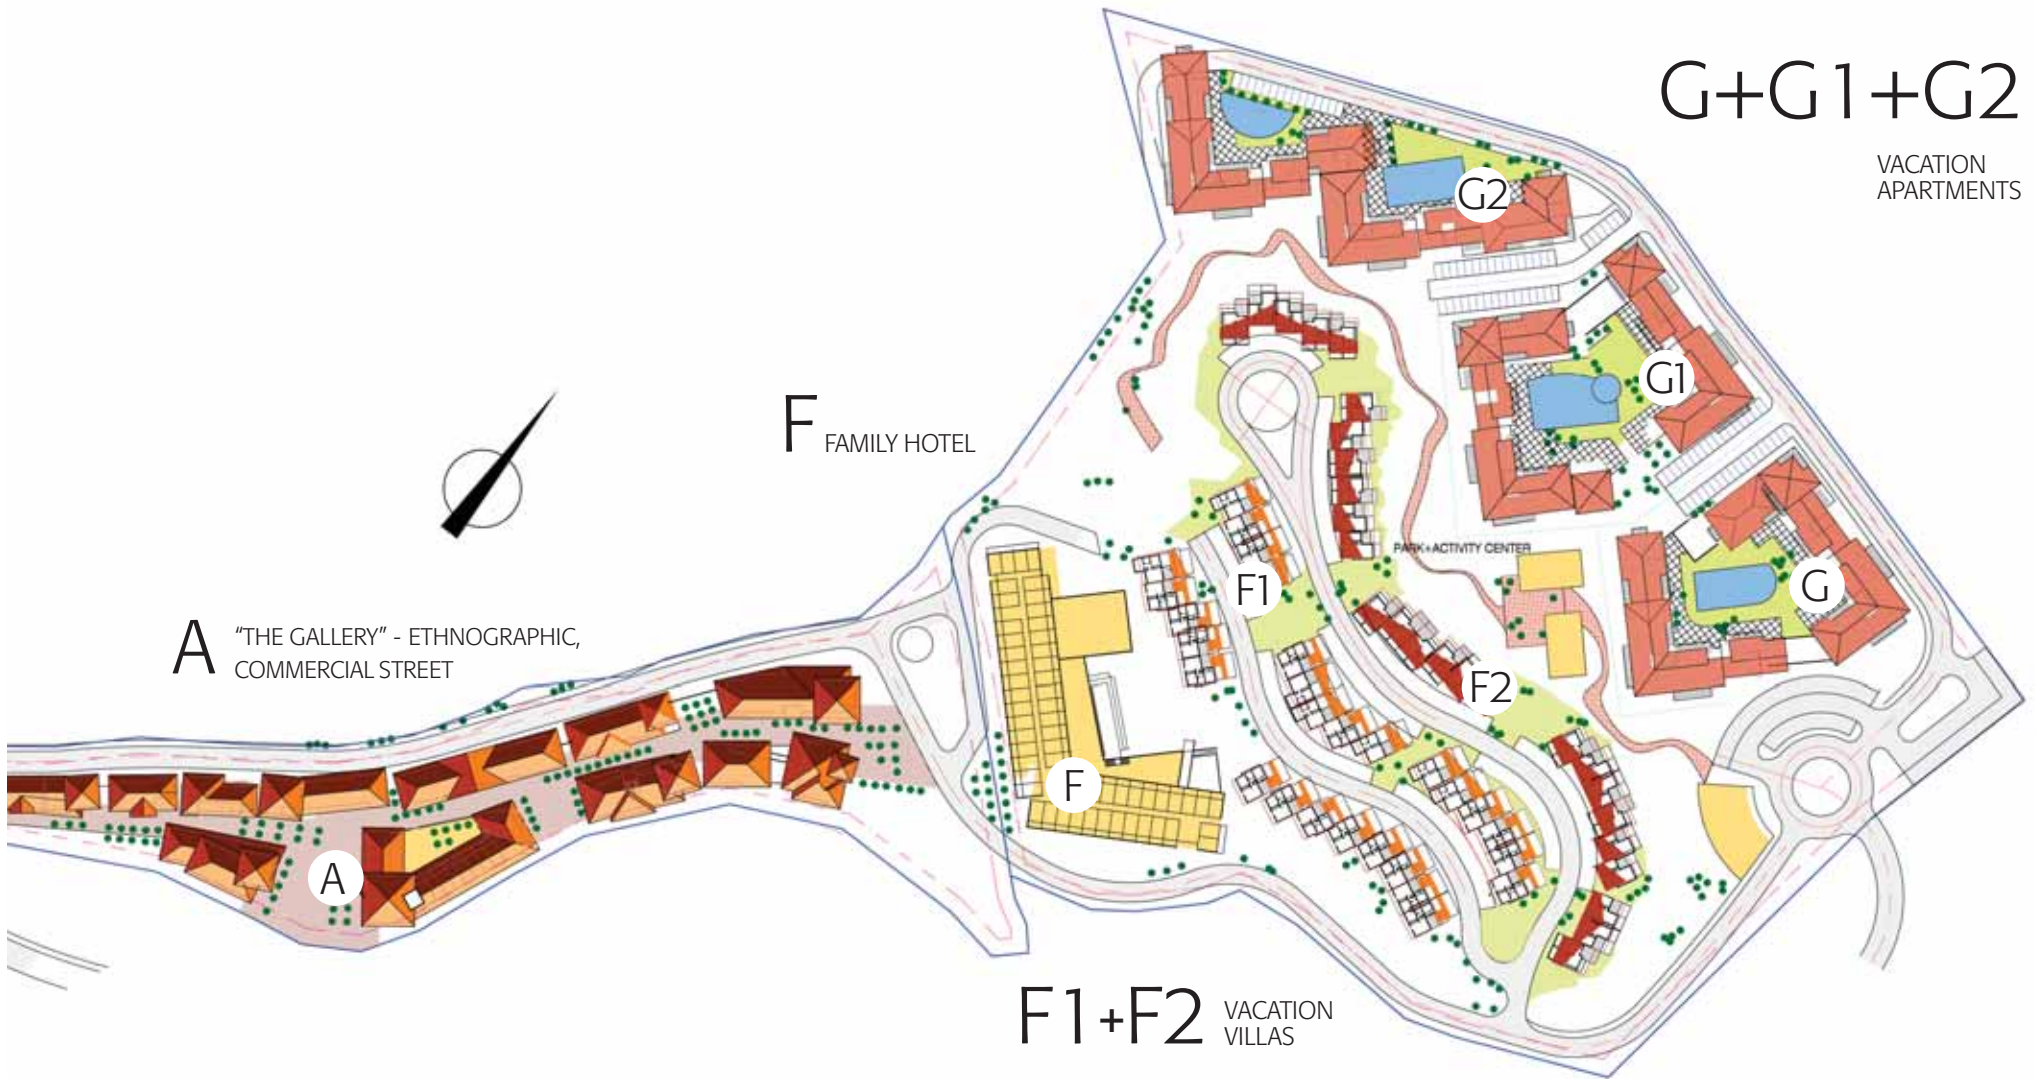 G+G1+G2
VACATION
APARTMENTS
G2
G1
F FAMILY HOTEL
PARK+ACTIVITY CENTER
F1
G
A "THE GALLERY" - ETHNOGRAPHIC,
COMMERCIAL STREET
F2
F
A
F1+F2 VACATION
VILLAS